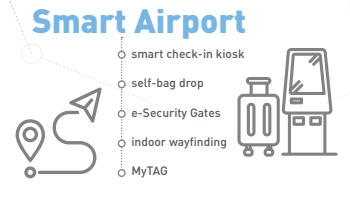 Smart Airport
smart check-in kiosk
self-bag drop
e-Security Gates
indoor wayfinding
MyTAG